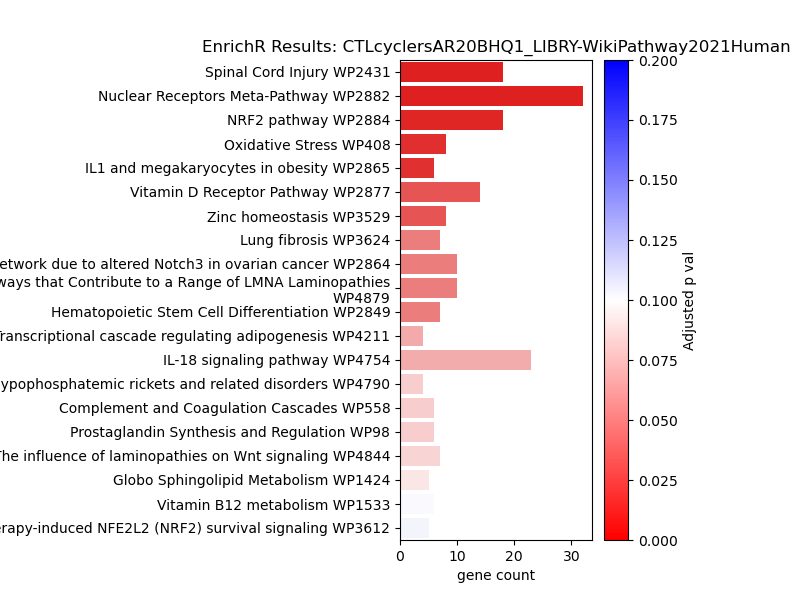 EnrichR Results: CTLcyclersAR20BHQ1_LIBRY-WikiPathway2021Human
Spinal Cord Injury WP2431
Nuclear Receptors Meta-Pathway WP2882
NRF2 pathway WP2884
Oxidative Stress WP408
IL1 and megakaryocytes in obesity WP2865
Vitamin D Receptor Pathway WP2877
Zinc homeostasis WP3529
Lung fibrosis WP3624
etwork due to altered Notch3 in ovarian cancer WP2864
ways that Contribute to a Range of LMNA Laminopathies
WP4879
Hematopoietic Stem Cell Differentiation WP2849
Transcriptional cascade regulating adipogenesis WP4211
IL-18 signaling pathway WP4754
ypophosphatemic rickets and related disorders WP4790
Complement and Coagulation Cascades WP558
Prostaglandin Synthesis and Regulation WP98
The influence of laminopathies on Wnt signaling WP4844
Globo Sphingolipid Metabolism WP1424
Vitamin B12 metabolism WP1533
erapy-induced NFE2L2 (NRF2) survival signaling WP3612
0 10 20 30
gene count
0.200
0.175
0.150
0.125
0.100
0.075
0.050
0.025
0.000
Adjusted p val